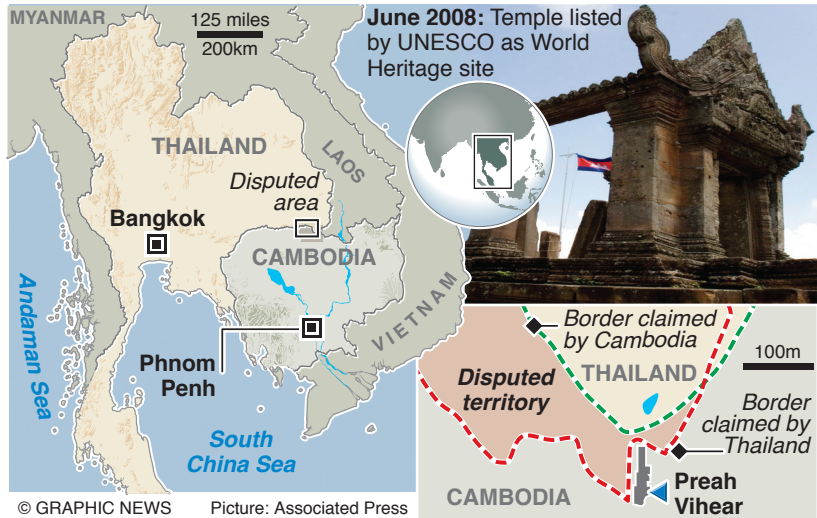 MYANMAR
125 miles
200km
June 2008: Temple listed
by UNESCO as World
Heritage site
THAILAND
LAOS
Disputed
area
Bangkok
CAMBODIA
VIETNAM
Andaman Sea
Phnom
Penh
South
China Sea
Border claimed
by Cambodia
THAILAND
100m
Disputed
territory
Border
claimed by
Thailand
CAMBODIA
Preah
Vihear
© GRAPHIC NEWS
Picture: Associated Press